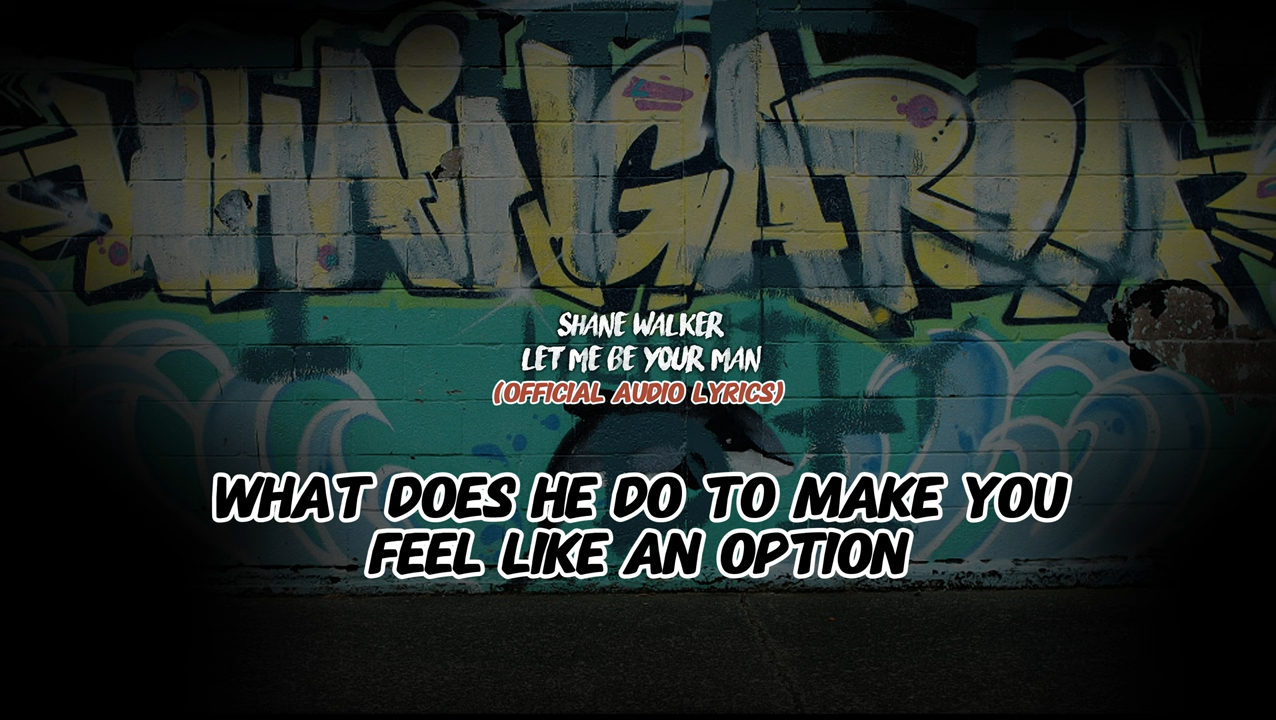 SHANE WALKER
LET ME BE YOUR MAN
(OFFICIAL AUDIO LYRICS)
WHAT DOES HE DO TO MAKE YOU
FEEL LIKE AN OPTION